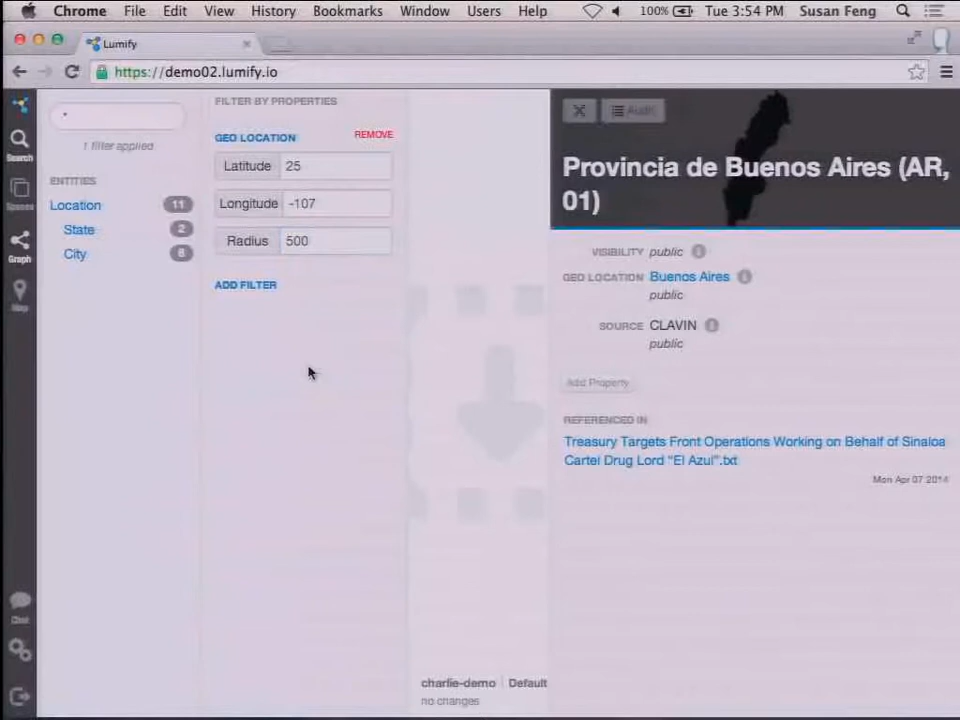 Chrome File Edit View History Bookmarks Window Users Help 100% Tue 3:54 PM Susan Feng
Lumify
https://demo02.lumify.io
Search
Spaces
Graph
Map
Chat
*
1 filter applied
ENTITIES
Location 11
State 2
City 6
FILTER BY PROPERTIES
GEO LOCATION REMOVE
Latitude 25
Longitude -107
Radius 500
ADD FILTER
charlie-demo Default
no changes
Audit
Provincia de Buenos Aires (AR,
01)
VISIBILITY public
GEO LOCATION Buenos Aires
public
SOURCE CLAVIN
public
Add Property
REFERENCED IN
Treasury Targets Front Operations Working on Behalf of Sinaloa
Cartel Drug Lord "El Azul".txt
Mon Apr 07 2014